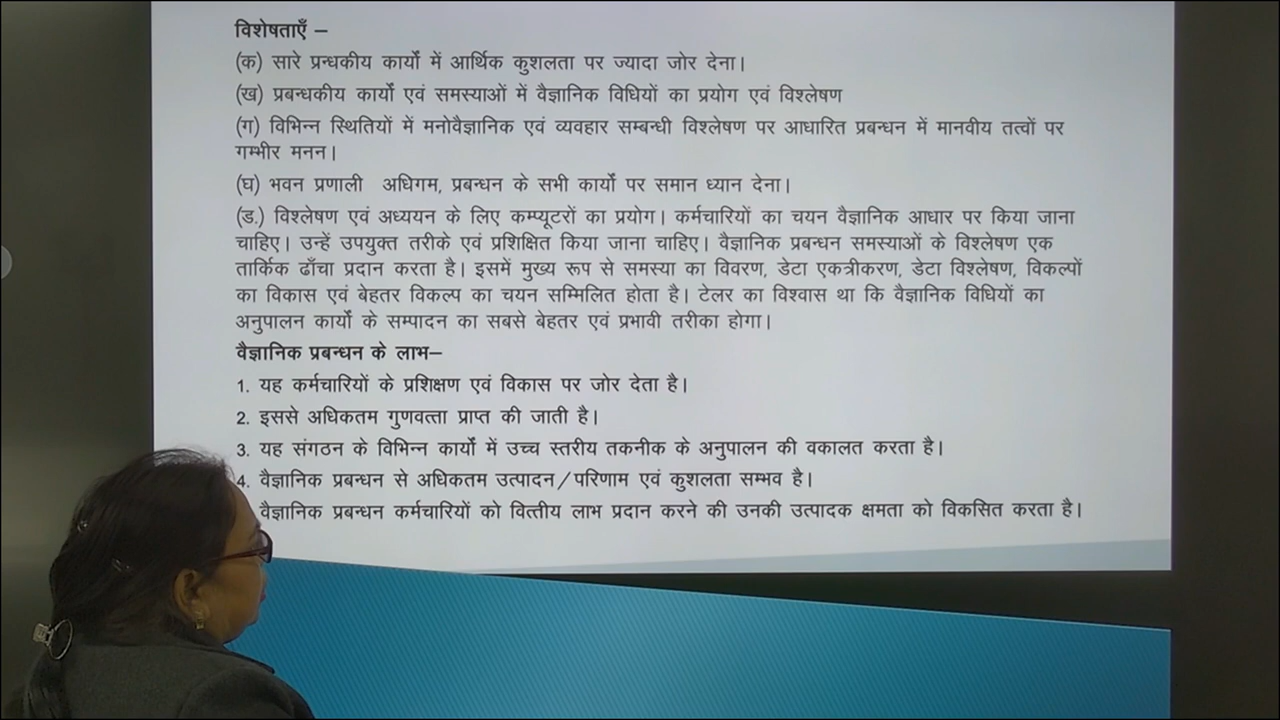 विशेषताएँ –
(क) सारे प्रन्धकीय कार्यों में आर्थिक कुशलता पर ज्यादा जोर देना।
(ख) प्रबन्धकीय कार्यों एवं समस्याओं में वैज्ञानिक विधियों का प्रयोग एवं विश्लेषण
(ग) विभिन्न स्थितियों में मनोवैज्ञानिक एवं व्यवहार सम्बन्धी विश्लेषण पर आधारित प्रबन्धन में मानवीय तत्वों पर
गम्भीर मनन।
(घ) भवन प्रणाली अधिगम, प्रबन्धन के सभी कार्यों पर समान ध्यान देना।
(ड.) विश्लेषण एवं अध्ययन के लिए कम्प्यूटरों का प्रयोग। कर्मचारियों का चयन वैज्ञानिक आधार पर किया जाना
चाहिए। उन्हें उपयुक्त तरीके एवं प्रशिक्षित किया जाना चाहिए। वैज्ञानिक प्रबन्धन समस्याओं के विश्लेषण एक
तार्किक ढाँचा प्रदान करता है। इसमें मुख्य रूप से समस्या का विवरण, डेटा एकत्रीकरण, डेटा विश्लेषण, विकल्पों
का विकास एवं बेहतर विकल्प का चयन सम्मिलित होता है। टेलर का विश्वास था कि वैज्ञानिक विधियों का
अनुपालन कार्यों के सम्पादन का सबसे बेहतर एवं प्रभावी तरीका होगा।
वैज्ञानिक प्रबन्धन के लाभ–
1. यह कर्मचारियों के प्रशिक्षण एवं विकास पर जोर देता है।
2. इससे अधिकतम गुणवत्ता प्राप्त की जाती है।
3. यह संगठन के विभिन्न कार्यों में उच्च स्तरीय तकनीक के अनुपालन की वकालत करता है।
4. वैज्ञानिक प्रबन्धन से अधिकतम उत्पादन/परिणाम एवं कुशलता सम्भव है।
वैज्ञानिक प्रबन्धन कर्मचारियों को वित्तीय लाभ प्रदान करने की उनकी उत्पादक क्षमता को विकसित करता है।